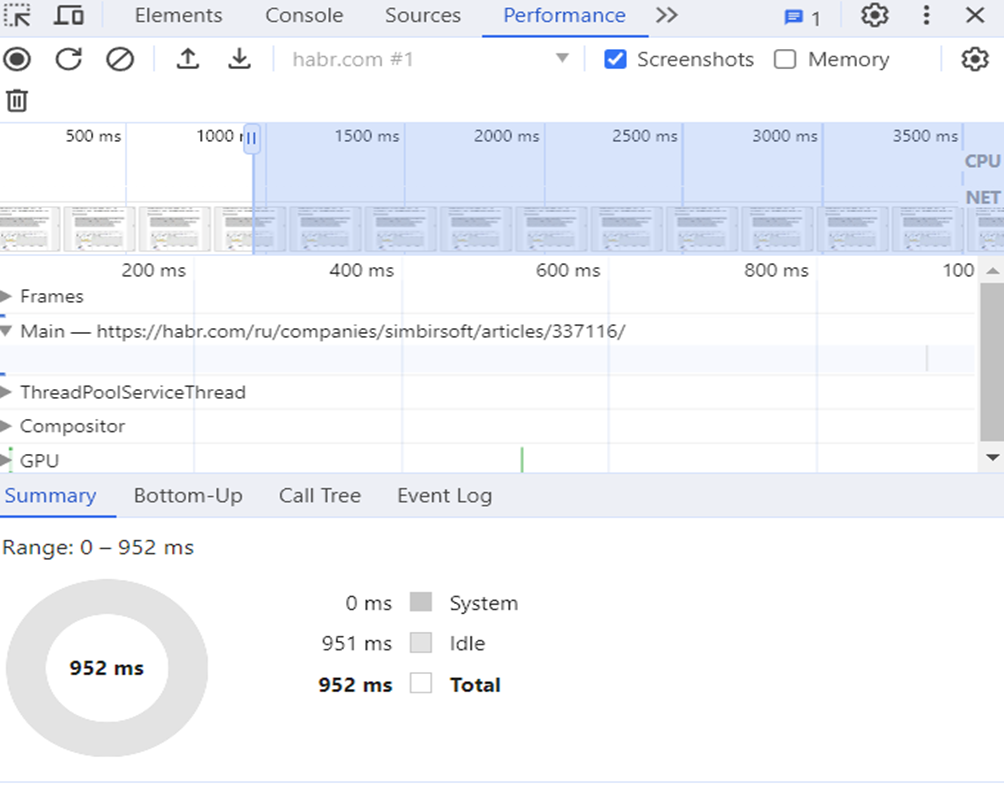 Elements Console Sources Performance 1
habr.com #1 Screenshots Memory
500 ms 1000 1500 ms 2000 ms 2500 ms 3000 ms 3500 ms
CPU
NET
200 ms 400 ms 600 ms 800 ms 100
Frames
Main — https://habr.com/ru/companies/simbirsoft/articles/337116/
ThreadPoolServiceThread
Compositor
GPU
Summary Bottom-Up Call Tree Event Log
Range: 0 – 952 ms
0 ms System
951 ms Idle
952 ms Total
952 ms